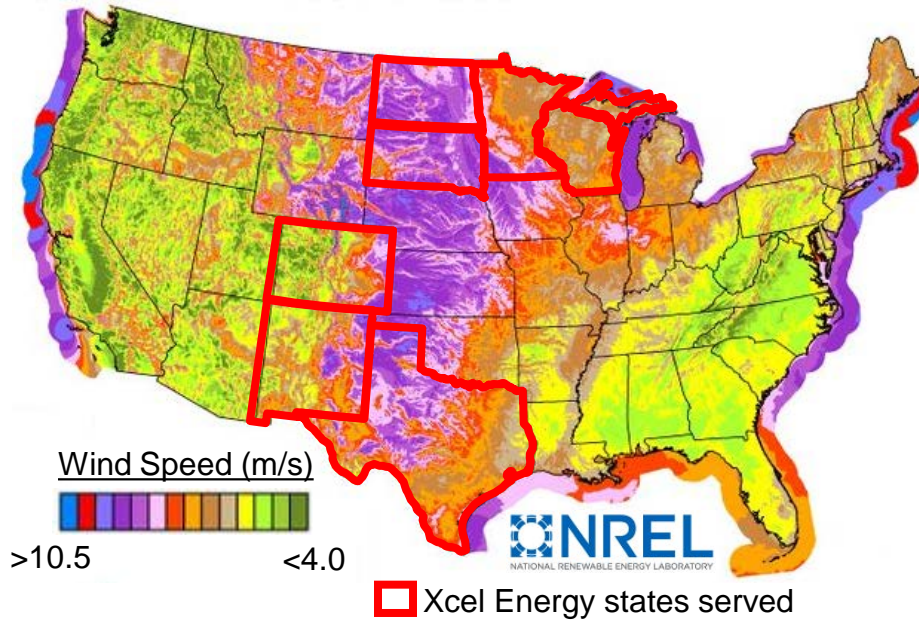 Wind Speed (m/s)
>10.5 <4.0
NREL
NATIONAL RENEWABLE ENERGY LABORATORY
Xcel Energy states served